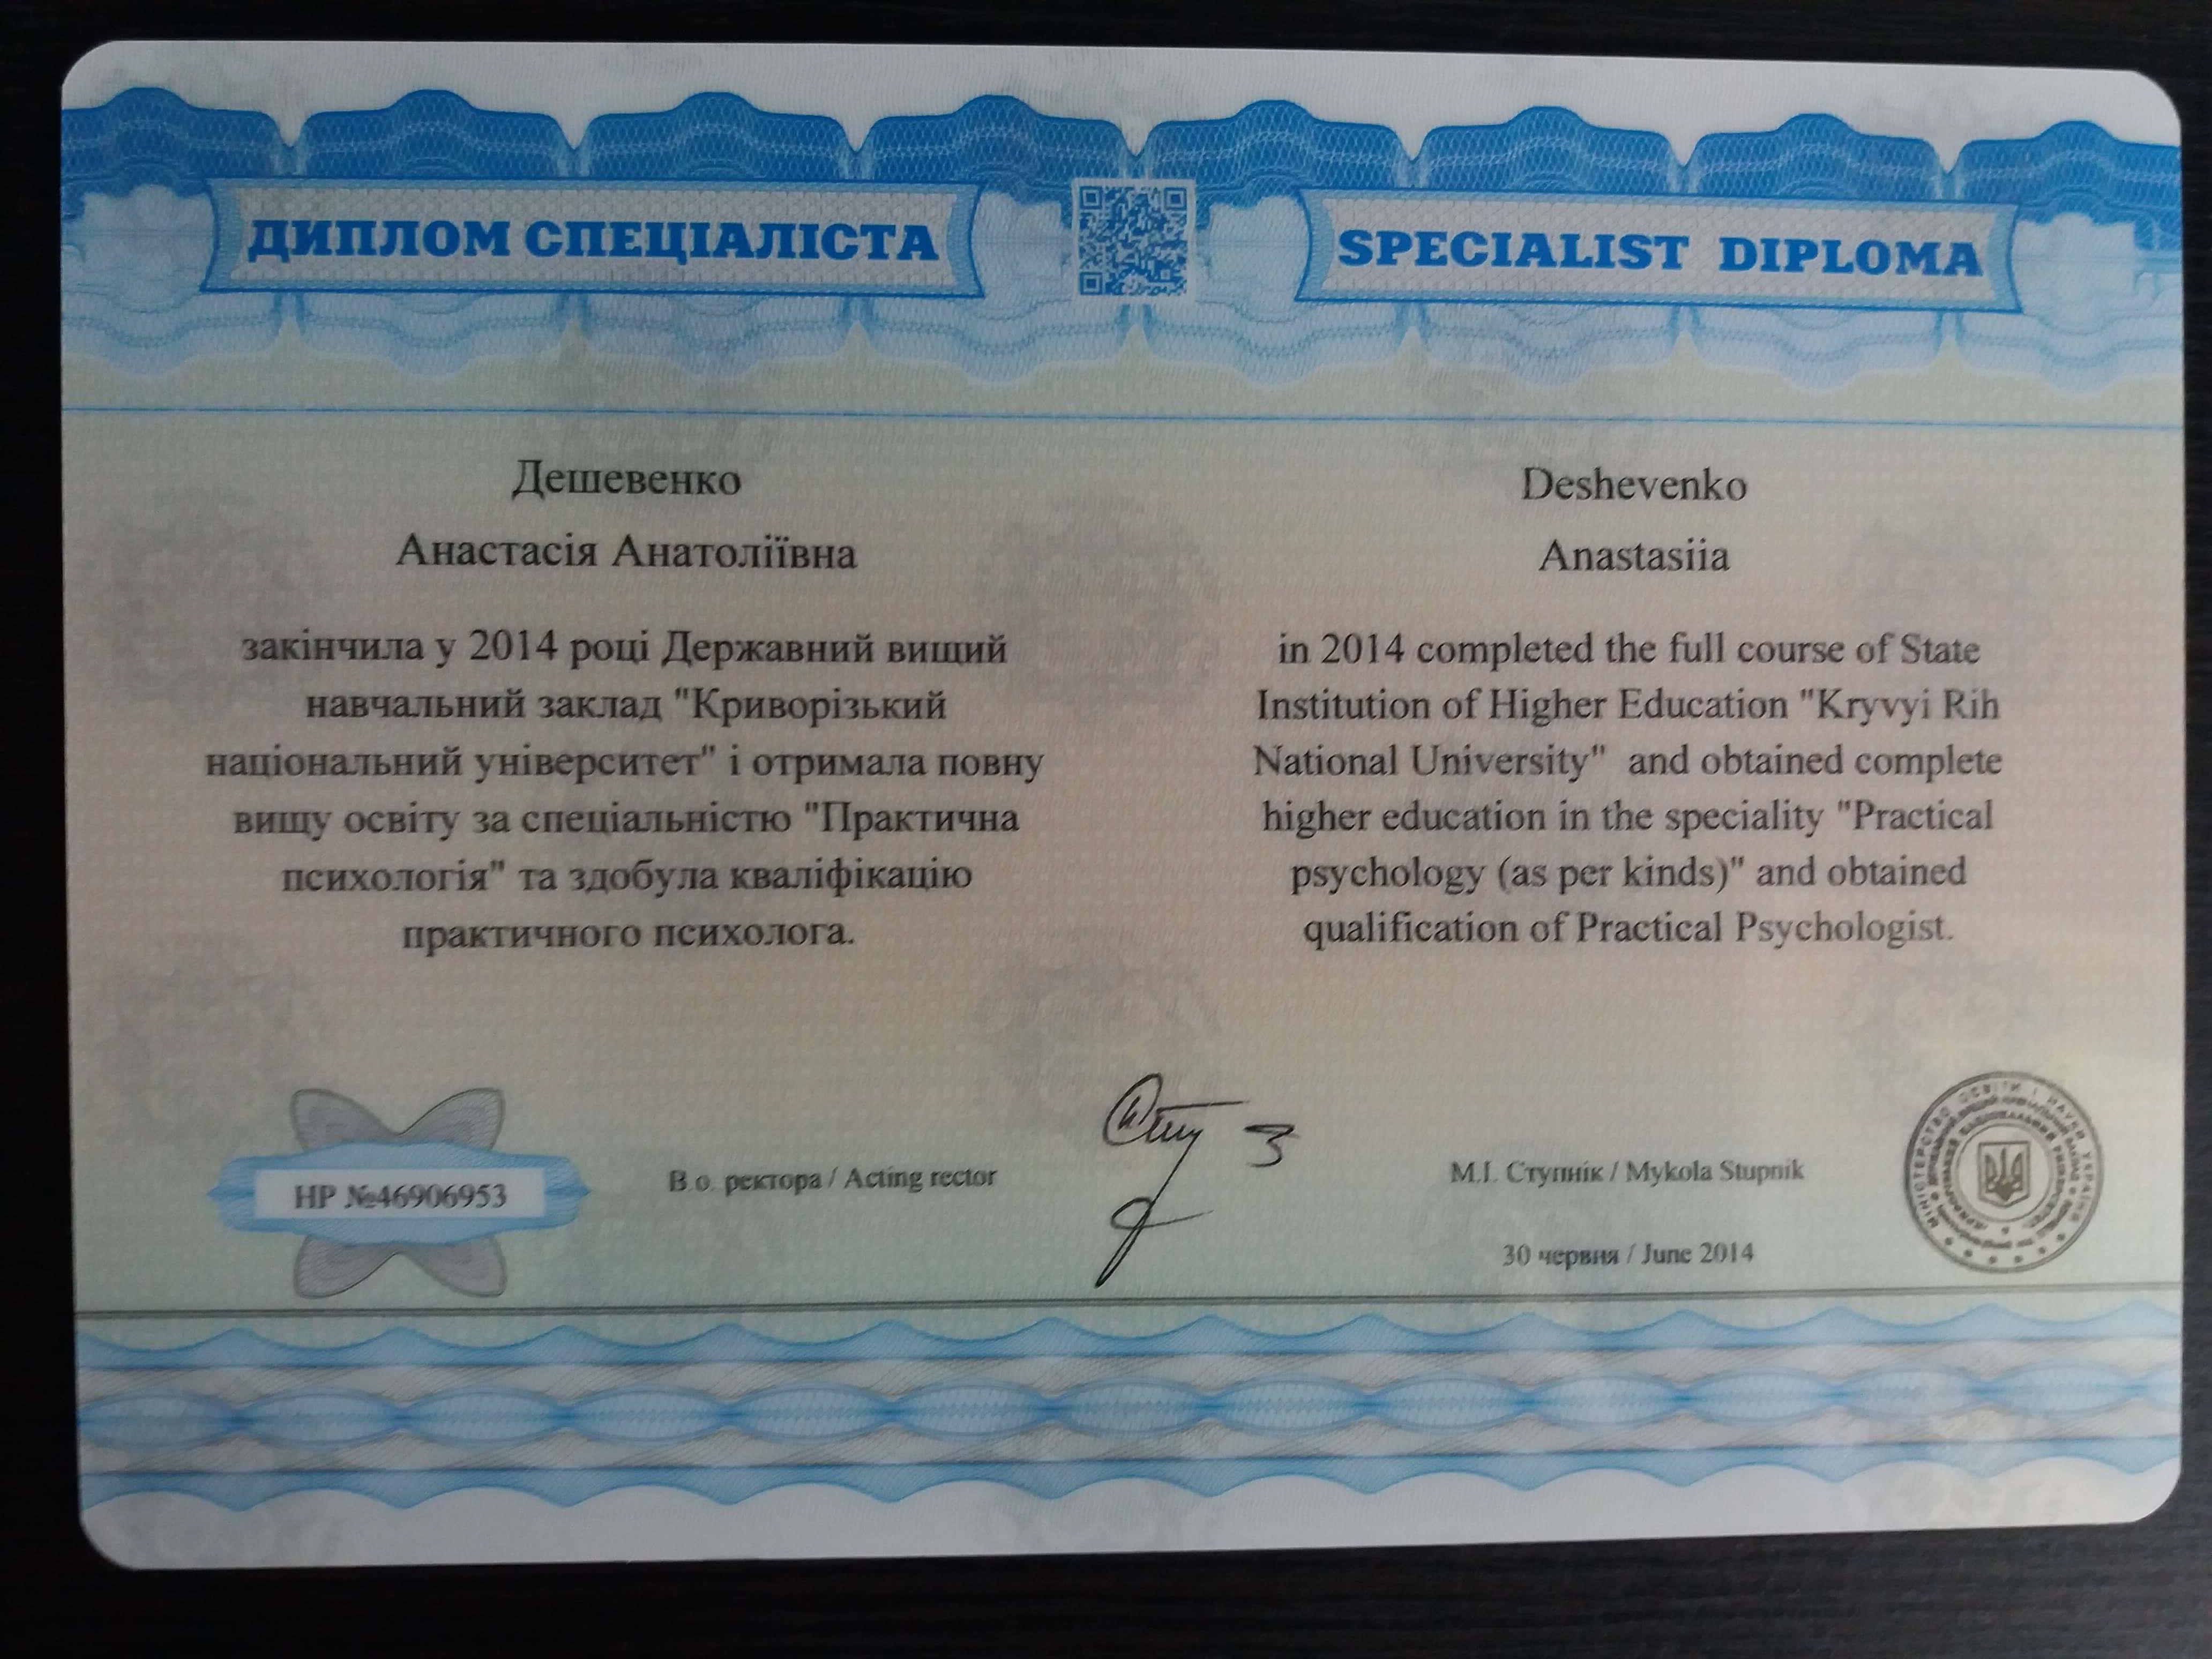 ДИПЛОМ СПЕЦІАЛІСТА
SPECIALIST DIPLOMA
Дешевенко
Анастасія Анатоліївна
закінчила у 2014 році Державний вищий
навчальний заклад "Криворізький
національний університет" і отримала повну
вищу освіту за спеціальністю "Практична
психологія" та здобула кваліфікацію
практичного психолога.
Deshevenko
Anastasiia
in 2014 completed the full course of State
Institution of Higher Education "Kryvyi Rih
National University" and obtained complete
higher education in the speciality "Practical
psychology (as per kinds)" and obtained
qualification of Practical Psychologist.
НР №46906953
В.о. ректора / Acting rector
М.І. Ступнік / Mykola Stupnik
30 червня / June 2014
МІНІСТЕРСТВО ОСВІТИ І НАУКИ УКРАЇНИ